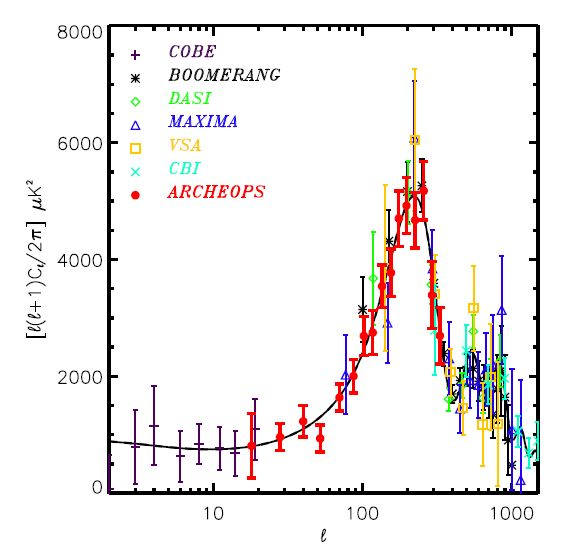 8000
6000
4000
2000
0
[ℓ(ℓ+1)Cℓ/2π] μK²
COBE
BOOMERANG
DASI
MAXIMA
VSA
CBI
ARCHEOPS
10
100
1000
ℓ